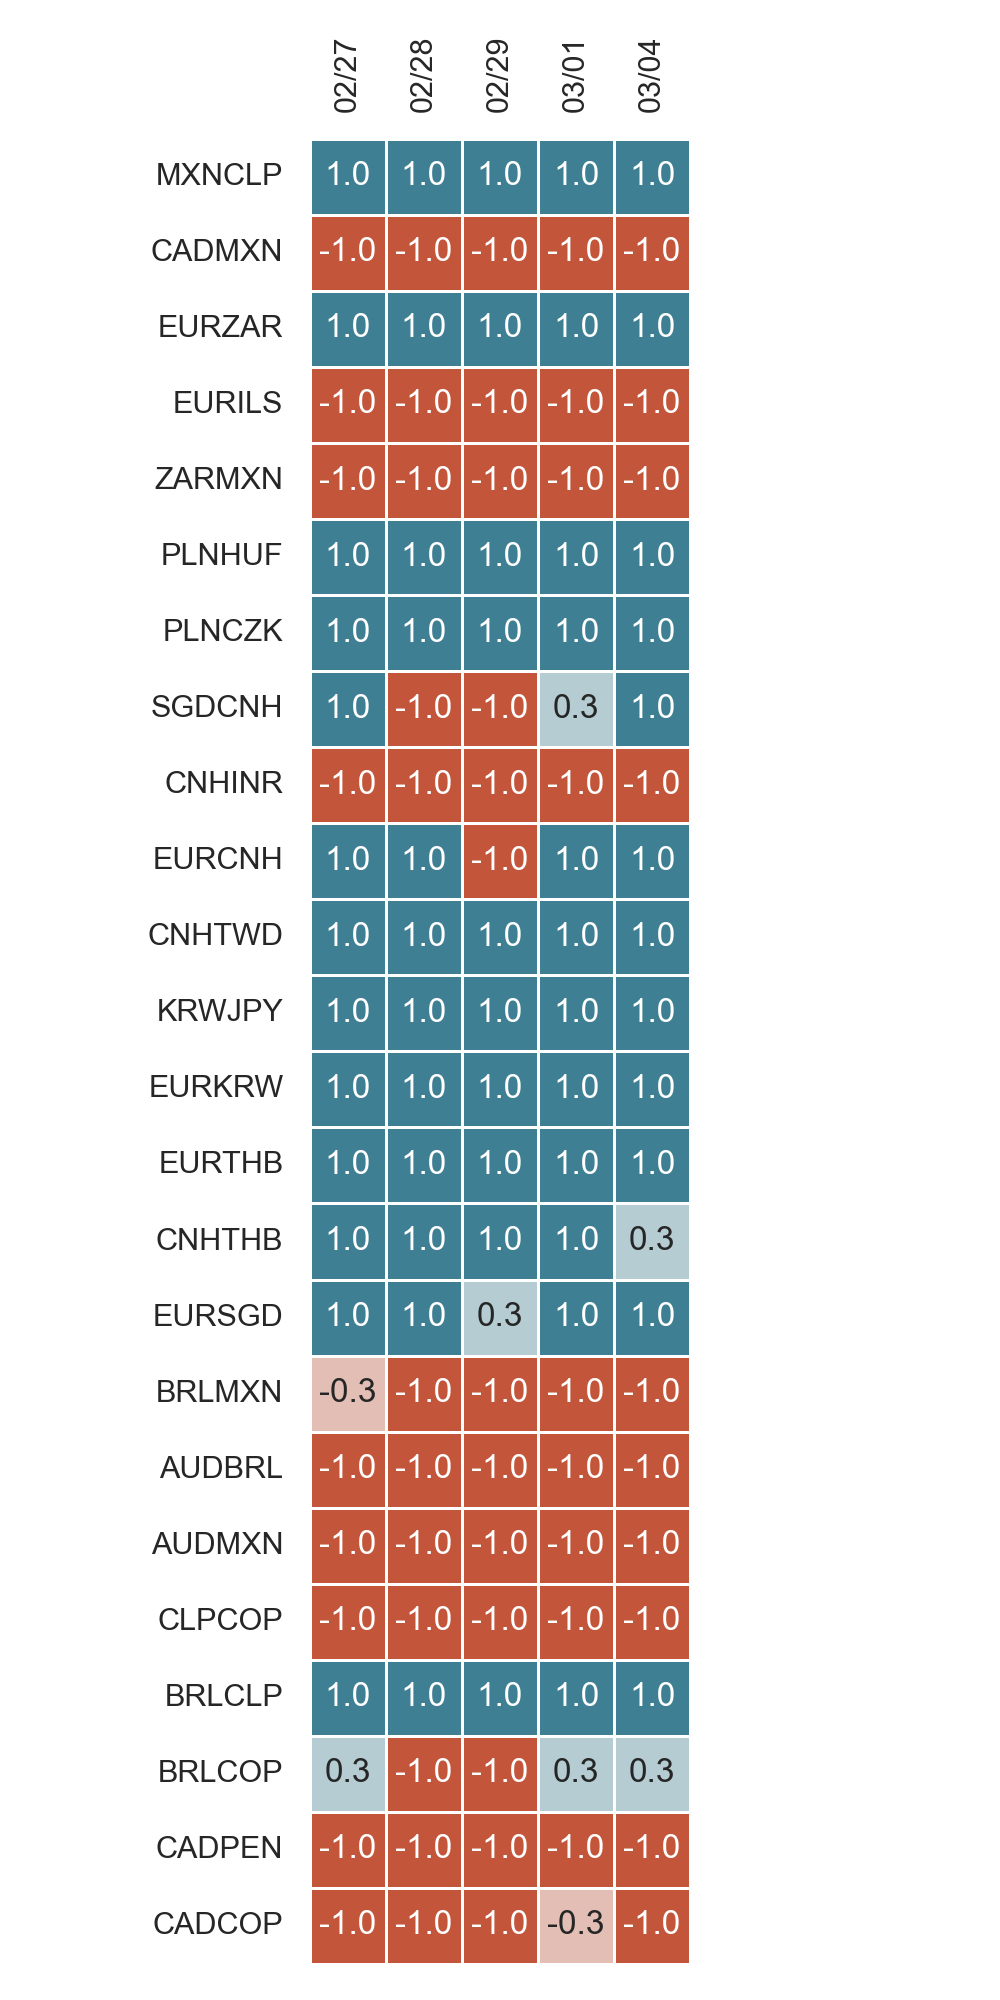 02/27 02/28 02/29 03/01 03/04
MXNCLP 1.0 1.0 1.0 1.0 1.0
CADMXN -1.0 -1.0 -1.0 -1.0 -1.0
EURZAR 1.0 1.0 1.0 1.0 1.0
EURILS -1.0 -1.0 -1.0 -1.0 -1.0
ZARMXN -1.0 -1.0 -1.0 -1.0 -1.0
PLNHUF 1.0 1.0 1.0 1.0 1.0
PLNCZK 1.0 1.0 1.0 1.0 1.0
SGDCNH 1.0 -1.0 -1.0 0.3 1.0
CNHINR -1.0 -1.0 -1.0 -1.0 -1.0
EURCNH 1.0 1.0 -1.0 1.0 1.0
CNHTWD 1.0 1.0 1.0 1.0 1.0
KRWJPY 1.0 1.0 1.0 1.0 1.0
EURKRW 1.0 1.0 1.0 1.0 1.0
EURTHB 1.0 1.0 1.0 1.0 1.0
CNHTHB 1.0 1.0 1.0 1.0 0.3
EURSGD 1.0 1.0 0.3 1.0 1.0
BRLMXN -0.3 -1.0 -1.0 -1.0 -1.0
AUDBRL -1.0 -1.0 -1.0 -1.0 -1.0
AUDMXN -1.0 -1.0 -1.0 -1.0 -1.0
CLPCOP -1.0 -1.0 -1.0 -1.0 -1.0
BRLCLP 1.0 1.0 1.0 1.0 1.0
BRLCOP 0.3 -1.0 -1.0 0.3 0.3
CADPEN -1.0 -1.0 -1.0 -1.0 -1.0
CADCOP -1.0 -1.0 -1.0 -0.3 -1.0